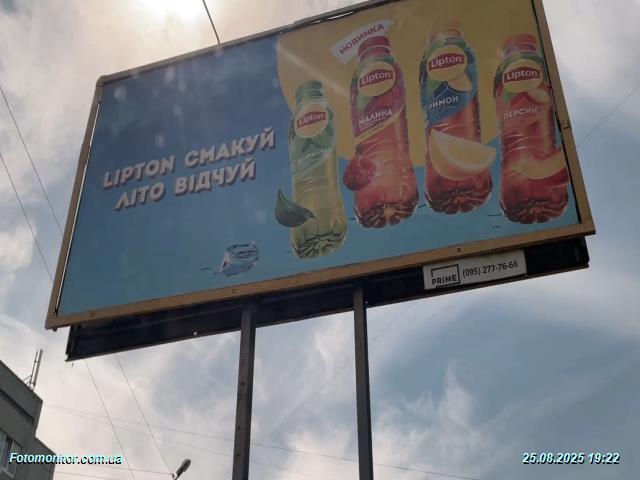 НОВИНКА
LIPTON СМАКУЙ
ЛІТО ВІДЧУЙ
Lipton
Lipton
МАЛИНА
Lipton
ЛИМОН
Lipton
ПЕРСИК
PRIME
(095) 277-76-66
Fotomonitor.com.ua
25.08.2025 19:22